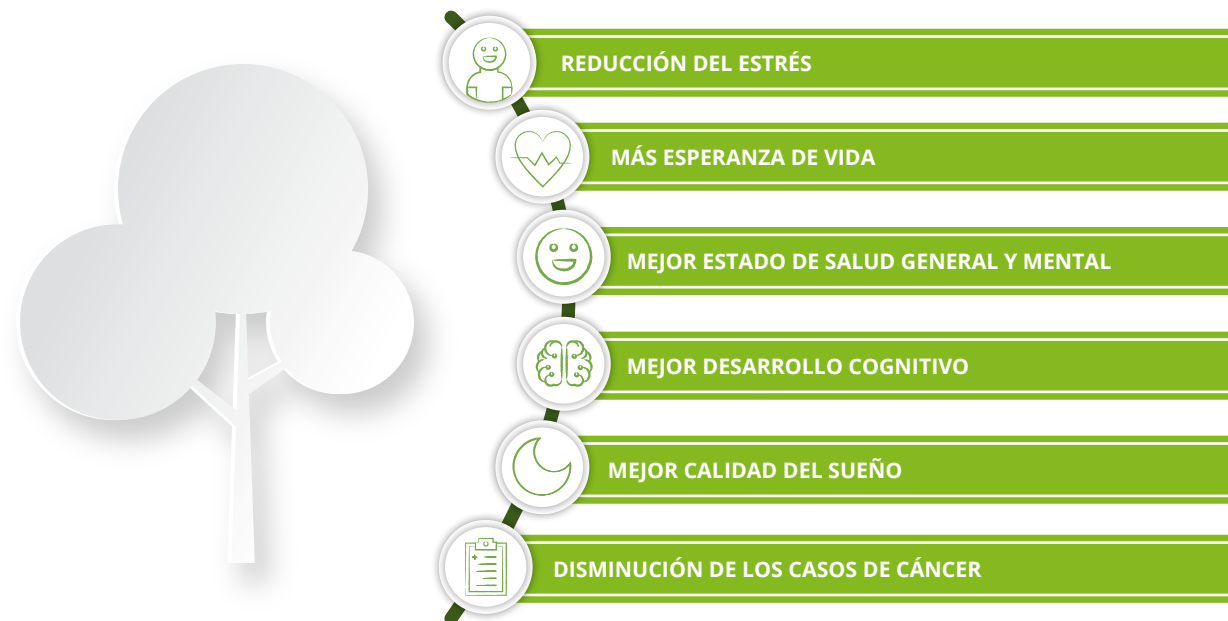 REDUCCIÓN DEL ESTRÉS
MÁS ESPERANZA DE VIDA
MEJOR ESTADO DE SALUD GENERAL Y MENTAL
MEJOR DESARROLLO COGNITIVO
MEJOR CALIDAD DEL SUEÑO
DISMINUCIÓN DE LOS CASOS DE CÁNCER